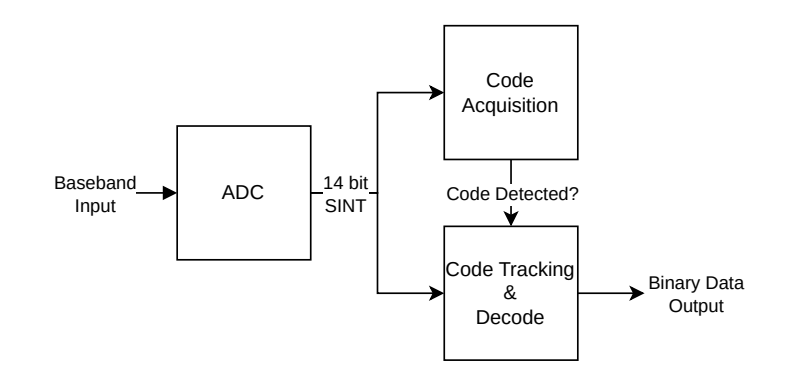 Baseband
Input
ADC
14 bit
SINT
Code
Acquisition
Code Detected?
Code Tracking
&
Decode
Binary Data
Output